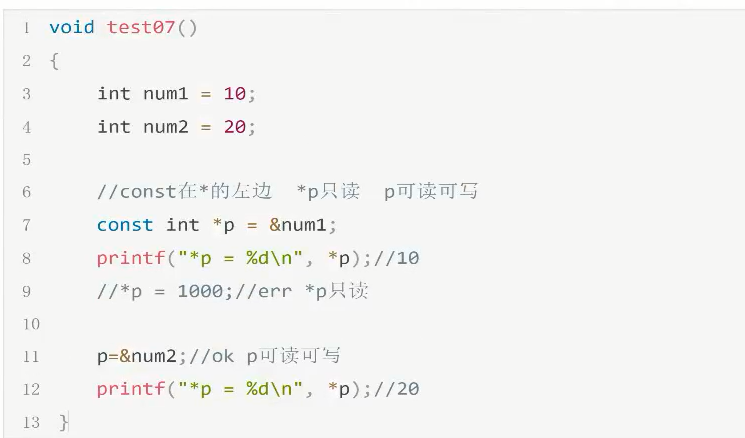 1 void test07()
2 {
3     int num1 = 10;
4     int num2 = 20;
5
6     //const在*的左边  *p只读  p可读可写
7     const int *p = &num1;
8     printf("*p = %d\n", *p);//10
9     //*p = 1000;//err *p只读
10
11     p=&num2;//ok p可读可写
12     printf("*p = %d\n", *p);//20
13 }